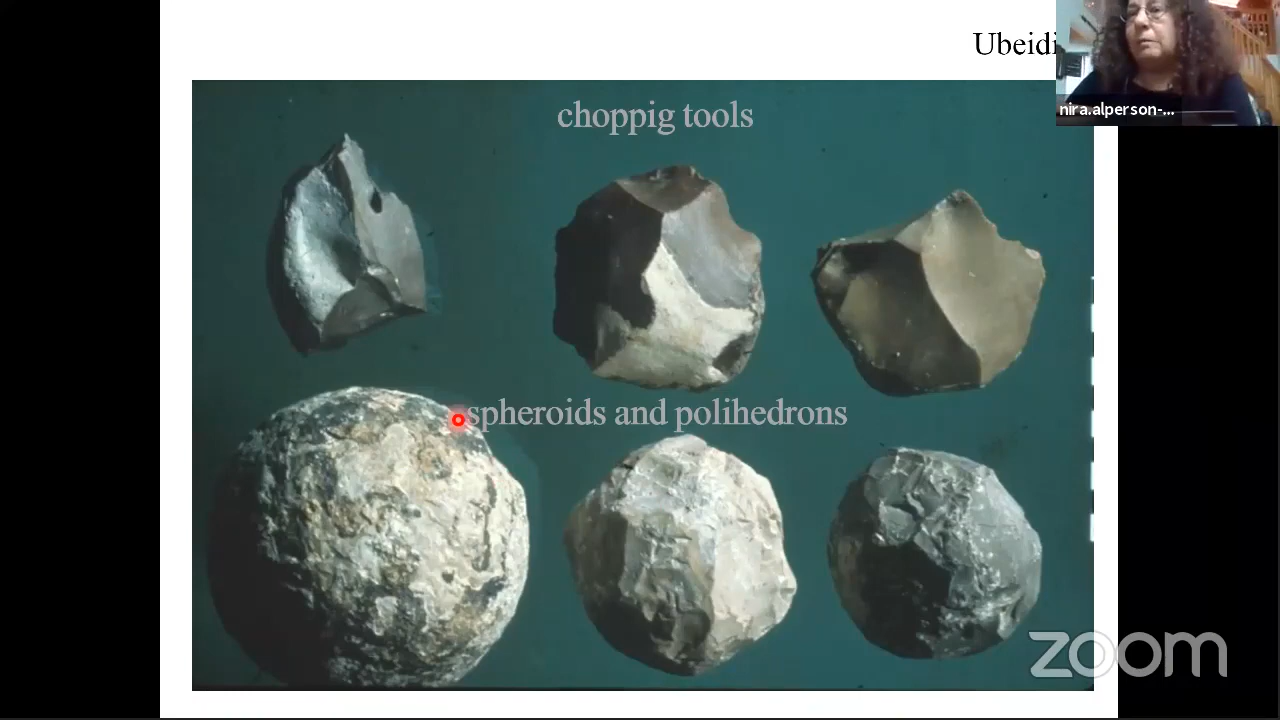 Ubeidi
nira.alperson-...
choppig tools
spheroids and polihedrons
zoom